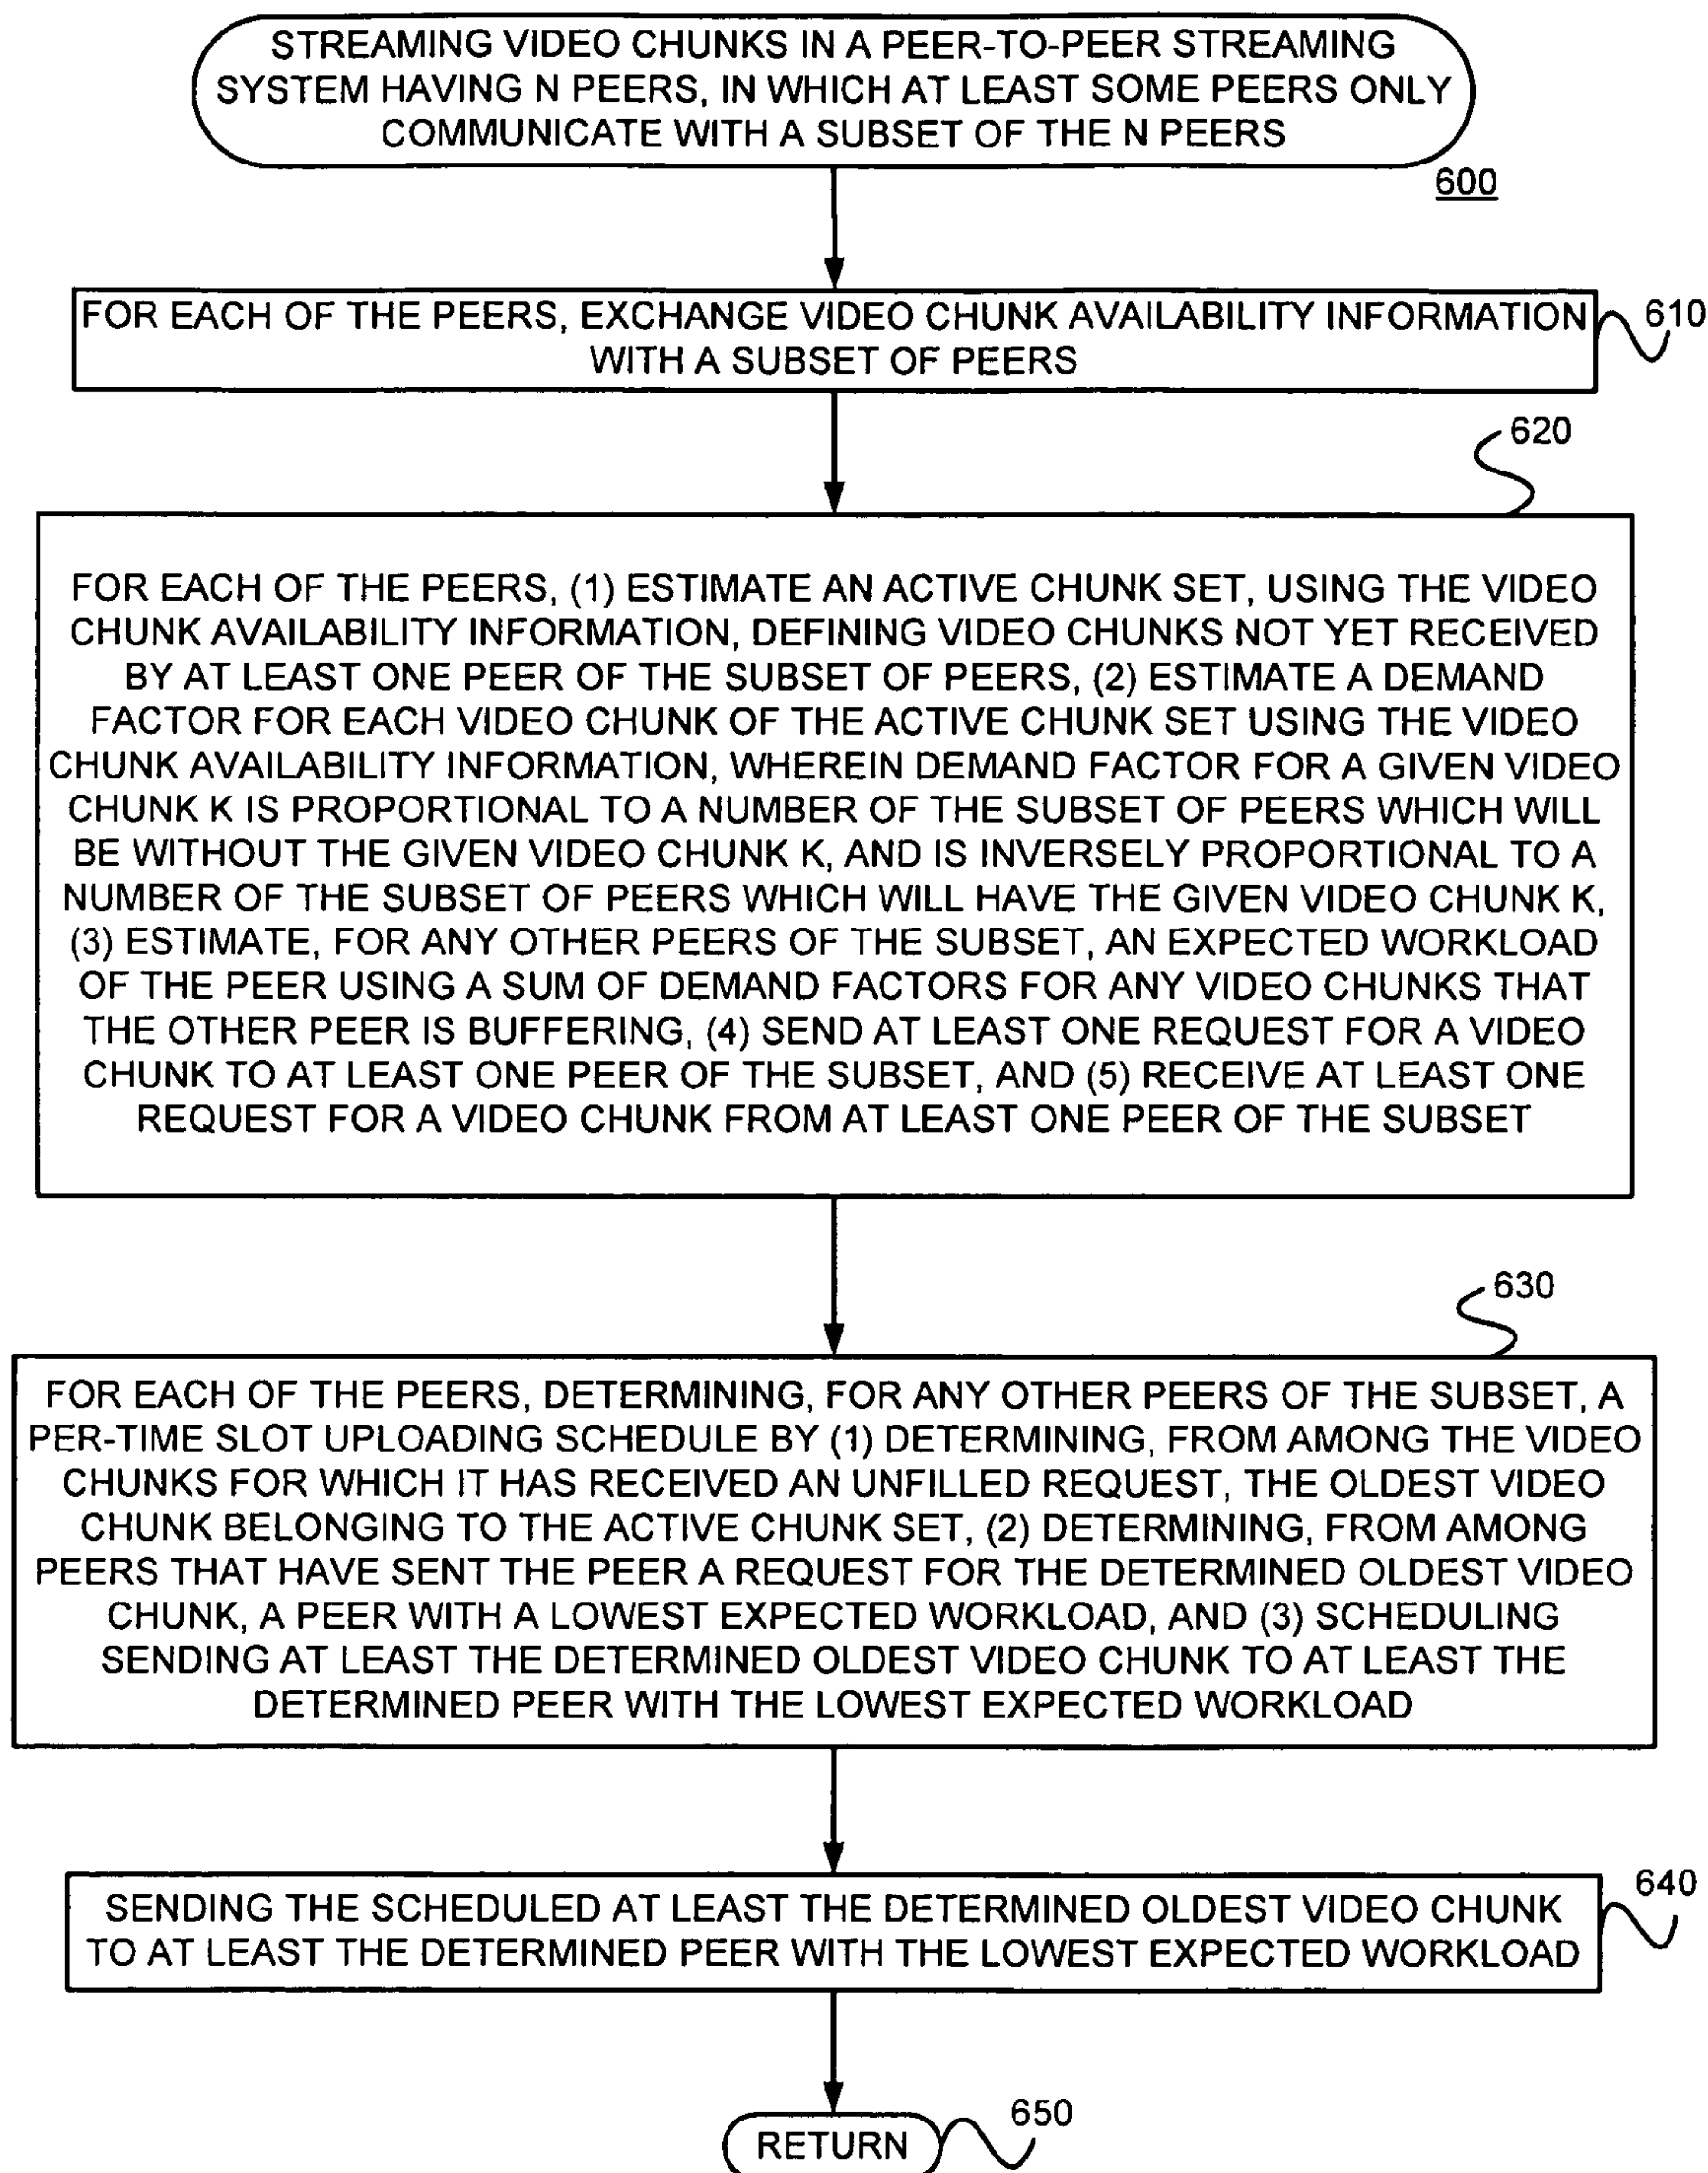 STREAMING VIDEO CHUNKS IN A PEER-TO-PEER STREAMING
SYSTEM HAVING N PEERS, IN WHICH AT LEAST SOME PEERS ONLY
COMMUNICATE WITH A SUBSET OF THE N PEERS
600
FOR EACH OF THE PEERS, EXCHANGE VIDEO CHUNK AVAILABILITY INFORMATION
WITH A SUBSET OF PEERS
610
620
FOR EACH OF THE PEERS, (1) ESTIMATE AN ACTIVE CHUNK SET, USING THE VIDEO
CHUNK AVAILABILITY INFORMATION, DEFINING VIDEO CHUNKS NOT YET RECEIVED
BY AT LEAST ONE PEER OF THE SUBSET OF PEERS, (2) ESTIMATE A DEMAND
FACTOR FOR EACH VIDEO CHUNK OF THE ACTIVE CHUNK SET USING THE VIDEO
CHUNK AVAILABILITY INFORMATION, WHEREIN DEMAND FACTOR FOR A GIVEN VIDEO
CHUNK K IS PROPORTIONAL TO A NUMBER OF THE SUBSET OF PEERS WHICH WILL
BE WITHOUT THE GIVEN VIDEO CHUNK K, AND IS INVERSELY PROPORTIONAL TO A
NUMBER OF THE SUBSET OF PEERS WHICH WILL HAVE THE GIVEN VIDEO CHUNK K,
(3) ESTIMATE, FOR ANY OTHER PEERS OF THE SUBSET, AN EXPECTED WORKLOAD
OF THE PEER USING A SUM OF DEMAND FACTORS FOR ANY VIDEO CHUNKS THAT
THE OTHER PEER IS BUFFERING, (4) SEND AT LEAST ONE REQUEST FOR A VIDEO
CHUNK TO AT LEAST ONE PEER OF THE SUBSET, AND (5) RECEIVE AT LEAST ONE
REQUEST FOR A VIDEO CHUNK FROM AT LEAST ONE PEER OF THE SUBSET
630
FOR EACH OF THE PEERS, DETERMINING, FOR ANY OTHER PEERS OF THE SUBSET, A
PER-TIME SLOT UPLOADING SCHEDULE BY (1) DETERMINING, FROM AMONG THE VIDEO
CHUNKS FOR WHICH IT HAS RECEIVED AN UNFILLED REQUEST, THE OLDEST VIDEO
CHUNK BELONGING TO THE ACTIVE CHUNK SET, (2) DETERMINING, FROM AMONG
PEERS THAT HAVE SENT THE PEER A REQUEST FOR THE DETERMINED OLDEST VIDEO
CHUNK, A PEER WITH A LOWEST EXPECTED WORKLOAD, AND (3) SCHEDULING
SENDING AT LEAST THE DETERMINED OLDEST VIDEO CHUNK TO AT LEAST THE
DETERMINED PEER WITH THE LOWEST EXPECTED WORKLOAD
640
SENDING THE SCHEDULED AT LEAST THE DETERMINED OLDEST VIDEO CHUNK
TO AT LEAST THE DETERMINED PEER WITH THE LOWEST EXPECTED WORKLOAD
650
RETURN